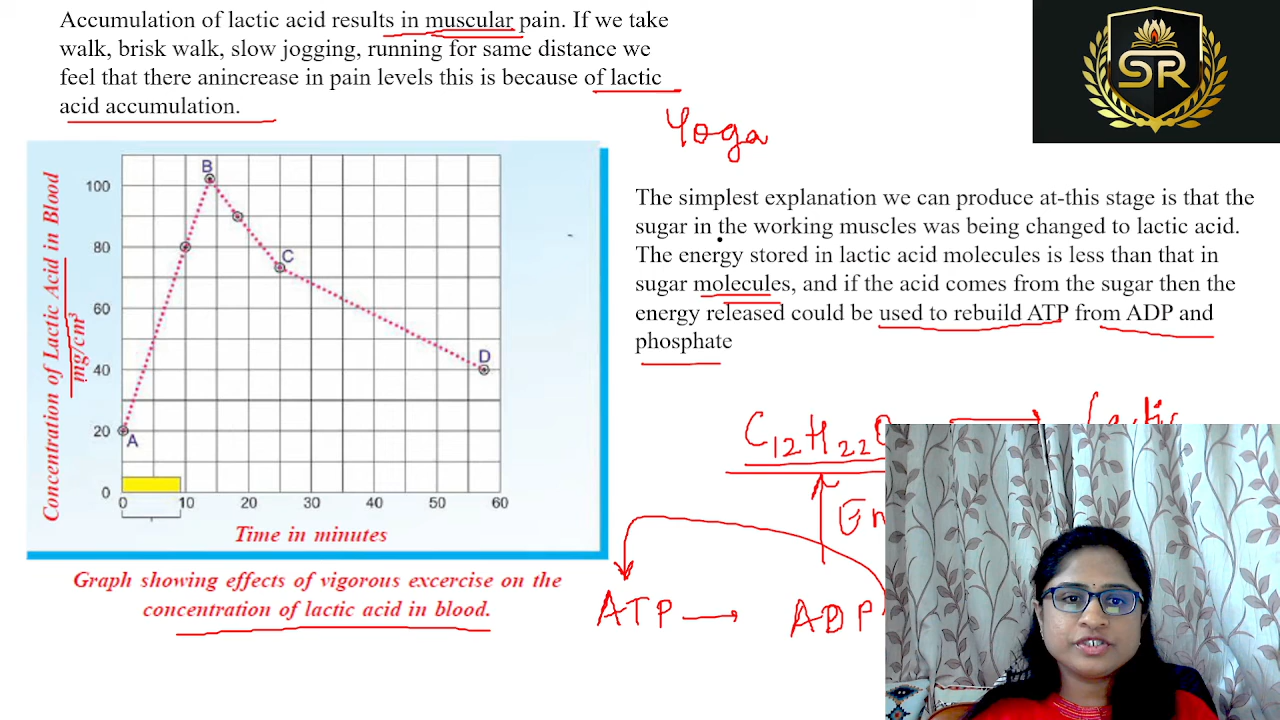 Accumulation of lactic acid results in muscular pain. If we take
walk, brisk walk, slow jogging, running for same distance we
feel that there anincrease in pain levels this is because of lactic
acid accumulation.
SR
Yoga
The simplest explanation we can produce at-this stage is that the
sugar in the working muscles was being changed to lactic acid.
The energy stored in lactic acid molecules is less than that in
sugar molecules, and if the acid comes from the sugar then the
energy released could be used to rebuild ATP from ADP and
phosphate
Concentration of Lactic Acid in Blood
mg/cm³
100
80
60
40
20
0
B
C
D
A
0 10 20 30 40 50 60
Time in minutes
Graph showing effects of vigorous excercise on the
concentration of lactic acid in blood.
C12H22O → Lactic
En
ATP → ADP